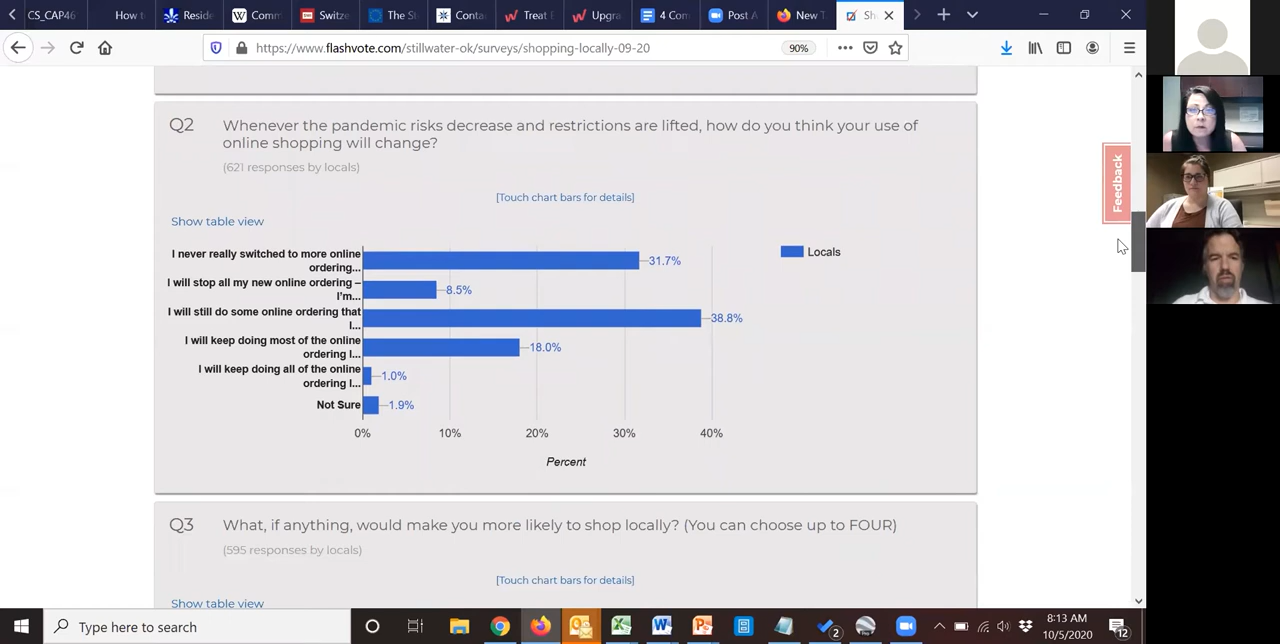 CS_CAP46
How t
Reside
Comm
Switze
The St
Conta
Treat E
Upgra
4 Com
Post A
New T
Sh
https://www.flashvote.com/stillwater-ok/surveys/shopping-locally-09-20
90%
Q2 Whenever the pandemic risks decrease and restrictions are lifted, how do you think your use of
online shopping will change?
(621 responses by locals)
[Touch chart bars for details]
Show table view
Feedback
I never really switched to more online
ordering...
31.7%
Locals
I will stop all my new online ordering –
I'm...
8.5%
I will still do some online ordering that
I...
38.8%
I will keep doing most of the online
ordering I...
18.0%
I will keep doing all of the online
ordering I...
1.0%
Not Sure
1.9%
0% 10% 20% 30% 40%
Percent
Q3 What, if anything, would make you more likely to shop locally? (You can choose up to FOUR)
(595 responses by locals)
[Touch chart bars for details]
Show table view
Type here to search
2
8:13 AM
10/5/2020
12